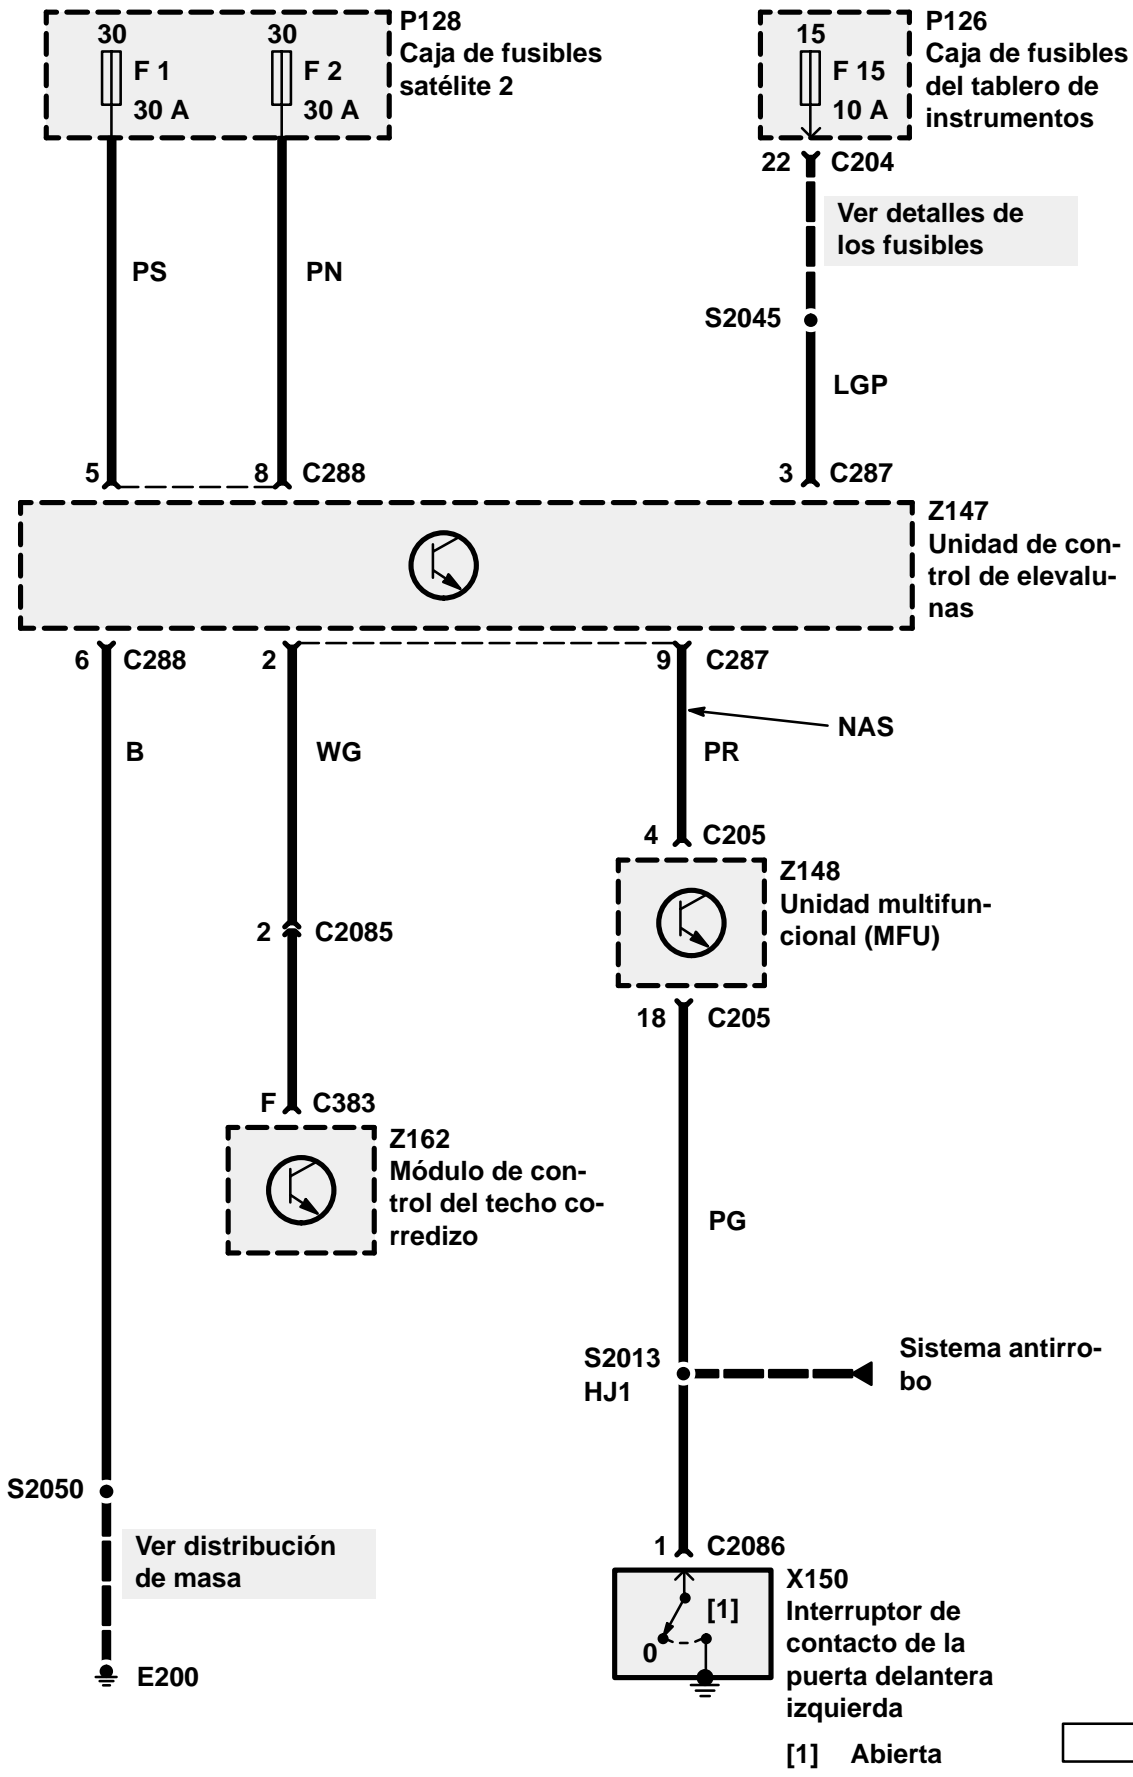 30
F 1
30 A
30
F 2
30 A
P128
Caja de fusibles
satélite 2
15
F 15
10 A
P126
Caja de fusibles
del tablero de
instrumentos
22
C204
Ver detalles de
los fusibles
PS
PN
S2045
LGP
5
8
C288
3
C287
Z147
Unidad de con-
trol de elevalu-
nas
6
C288
2
9
C287
NAS
B
WG
PR
4
C205
Z148
Unidad multifun-
cional (MFU)
2
C2085
18
C205
F
C383
Z162
Módulo de con-
trol del techo co-
rredizo
PG
S2013
HJ1
Sistema antirro-
bo
S2050
Ver distribución
de masa
1
C2086
[1]
0
X150
Interruptor de
contacto de la
puerta delantera
izquierda
E200
[1] Abierta